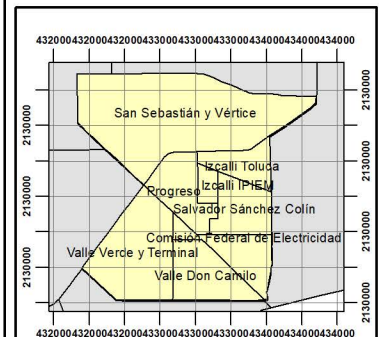 432000432000432000433000433000433000434000434000434000
2130000
2130000
San Sebastián y Vértice
Izcalli Toluca
Izcalli IPIEM
Progreso
2130000
2130000
Salvador Sánchez Colín
Comisión Federal de Electricidad
Valle Verde y Terminal
Valle Don Camilo
2130000
2130000
432000432000432000433000433000433000434000434000434000